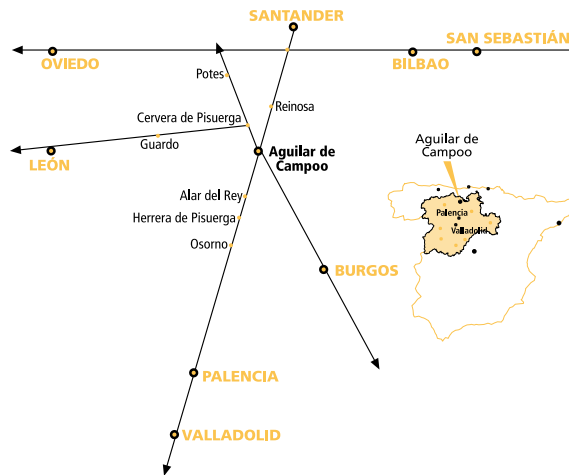 SANTANDER
SAN SEBASTIÁN
OVIEDO
BILBAO
Potes
Reinosa
Cervera de Pisuerga
Guardo
LEÓN
Aguilar de
Campoo
Aguilar de
Campoo
Alar del Rey
Herrera de Pisuerga
Osorno
Palencia
Valladolid
BURGOS
PALENCIA
VALLADOLID